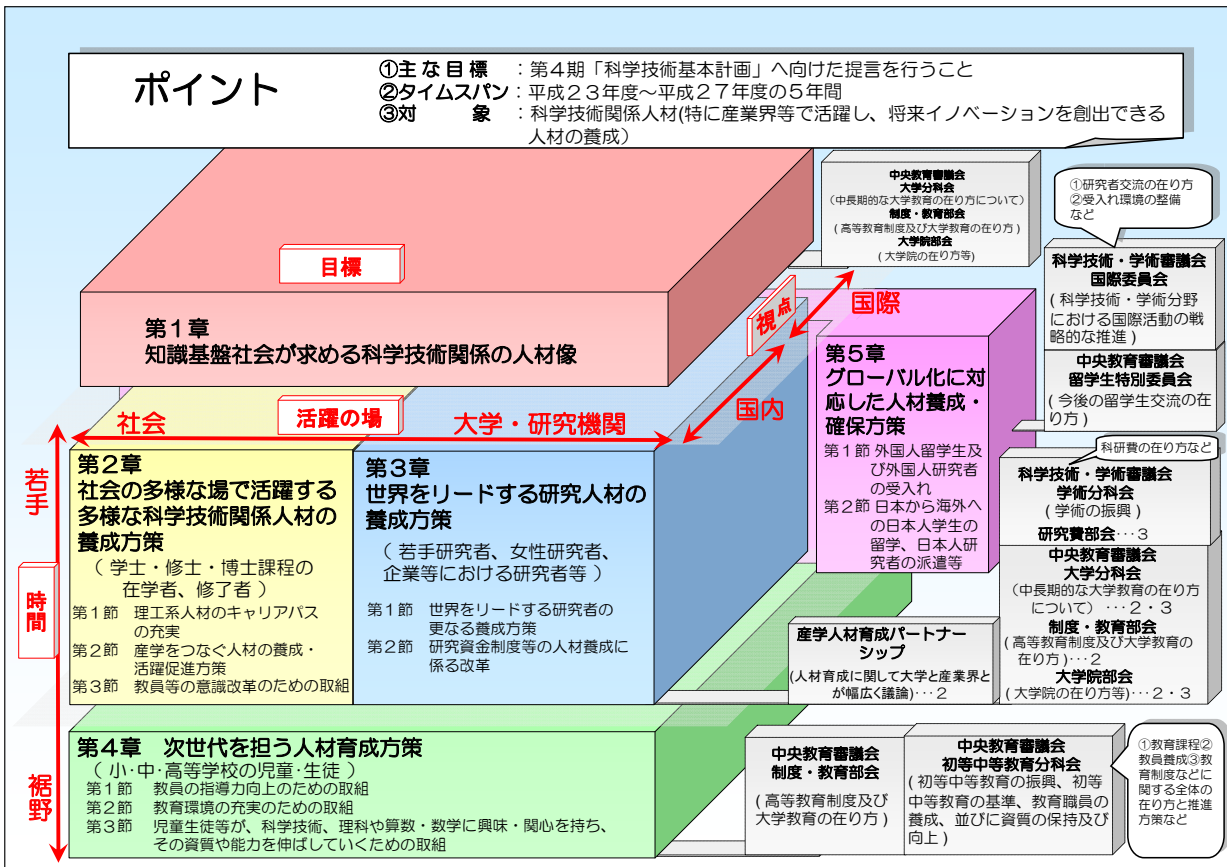 ポイント
①主な目標 :第4期「科学技術基本計画」へ向けた提言を行うこと
②タイムスパン:平成23年度~平成27年度の5年間
③対　　象 :科学技術関係人材(特に産業界等で活躍し、将来イノベーションを創出できる
人材の養成)
目標
第1章
知識基盤社会が求める科学技術関係の人材像
中央教育審議会
大学分科会
(中長期的な大学教育の在り方について)
制度・教育部会
(高等教育制度及び大学教育の在り方)
大学院部会
(大学院の在り方等)
①研究者交流の在り方
②受入れ環境の整備
など
科学技術・学術審議会
国際委員会
(科学技術・学術分野
における国際活動の戦
略的な推進)
中央教育審議会
留学生特別委員会
(今後の留学生交流の在
り方)
視点
国際
国内
社会
活躍の場
大学・研究機関
若手
時間
裾野
第2章
社会の多様な場で活躍する
多様な科学技術関係人材の
養成方策
(学士・修士・博士課程の
在学者、修了者)
第1節 理工系人材のキャリアパス
の充実
第2節 産学をつなぐ人材の養成・
活躍促進方策
第3節 教員等の意識改革のための取組
第3章
世界をリードする研究人材の
養成方策
(若手研究者、女性研究者、
企業等における研究者等)
第1節 世界をリードする研究者の
更なる養成方策
第2節 研究資金制度等の人材養成に
係る改革
第5章
グローバル化に対
応した人材養成・
確保方策
第1節 外国人留学生及
び外国人研究者
の受入れ
第2節 日本から海外へ
の日本人学生の
留学、日本人研
究者の派遣等
科研費の在り方など
科学技術・学術審議会
学術分科会
(学術の振興)
研究費部会･･･3
中央教育審議会
大学分科会
(中長期的な大学教育の在り方
について)･･･2・3
制度・教育部会
(高等教育制度及び大学教育の
在り方)･･･2
大学院部会
(大学院の在り方等)･･･2・3
産学人材育成パートナー
シップ
(人材育成に関して大学と産業界と
が幅広く議論)･･･2
第4章 次世代を担う人材育成方策
(小・中・高等学校の児童・生徒)
第1節 教員の指導力向上のための取組
第2節 教育環境の充実のための取組
第3節 児童生徒等が、科学技術、理科や算数・数学に興味・関心を持ち、
その資質や能力を伸ばしていくための取組
中央教育審議会
制度・教育部会
(高等教育制度及び
大学教育の在り方)
中央教育審議会
初等中等教育分科会
(初等中等教育の振興、初等
中等教育の基準、教育職員の
養成、並びに資質の保持及び
向上)
①教育課程②
教員養成③教
育制度などに
関する全体の
在り方と推進
方策など